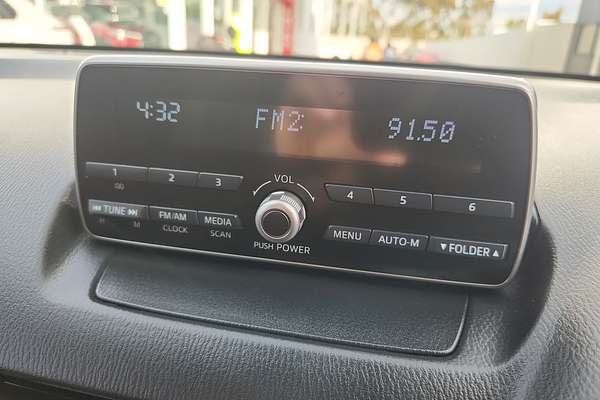 4:32 FM2: 91.50
1 2 3 VOL 4 5 6
⏮ TUNE ⏭ FM/AM MEDIA MENU AUTO-M ▼ FOLDER ▲
H M CLOCK SCAN PUSH POWER